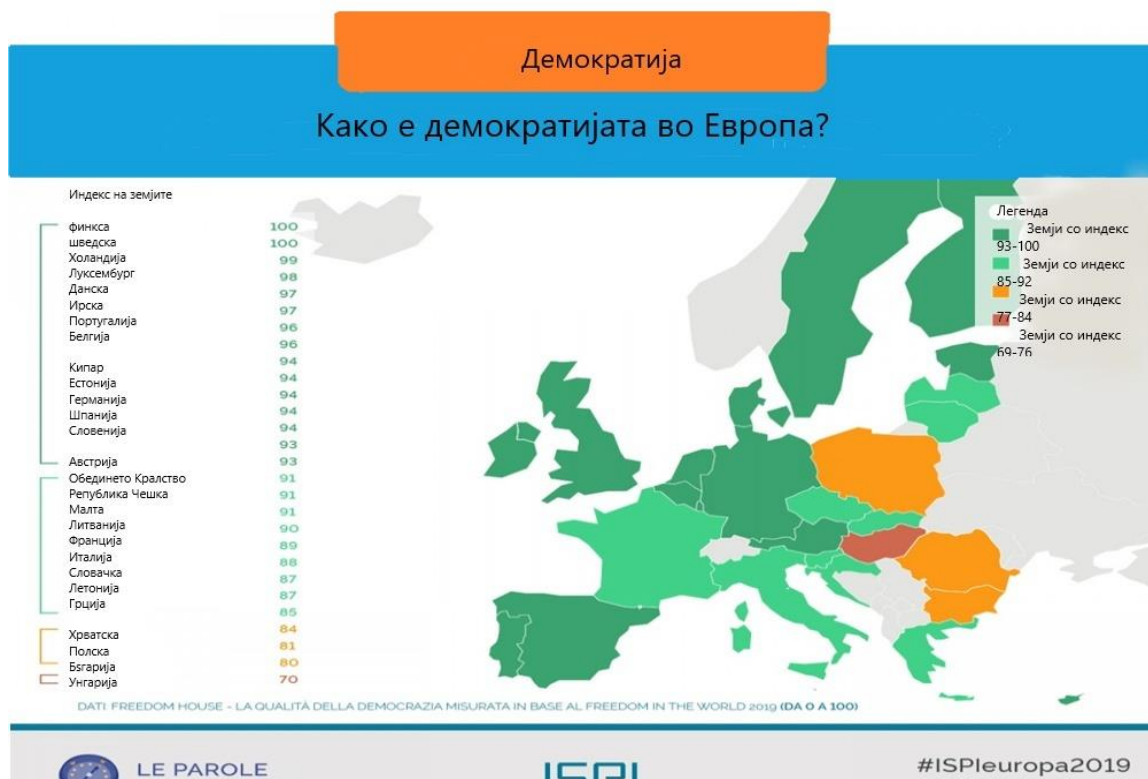 Демократија
Како е демократијата во Европа?
Индекс на земјите
финкса
шведска
Холандија
Луксембург
Данска
Ирска
Португалија
Белгија
Кипар
Естонија
Германија
Шпанија
Словенија
Австрија
Обединето Кралство
Република Чешка
Малта
Литванија
Франција
Италија
Словачка
Летонија
Грција
Хрватска
Полска
Бѕгарија
Унгарија
100
100
99
98
97
97
96
96
94
94
94
94
94
93
93
91
91
91
90
89
88
87
87
85
84
81
80
70
Легенда
Земји со индекс
93-100
Земји со индекс
85-92
Земји со индекс
77-84
Земји со индекс
69-76
DATI: FREEDOM HOUSE - LA QUALITÀ DELLA DEMOCRAZIA MISURATA IN BASE AL FREEDOM IN THE WORLD 2019 (DA 0 A 100)
LE PAROLE
ISPI
#ISPIeuropa2019